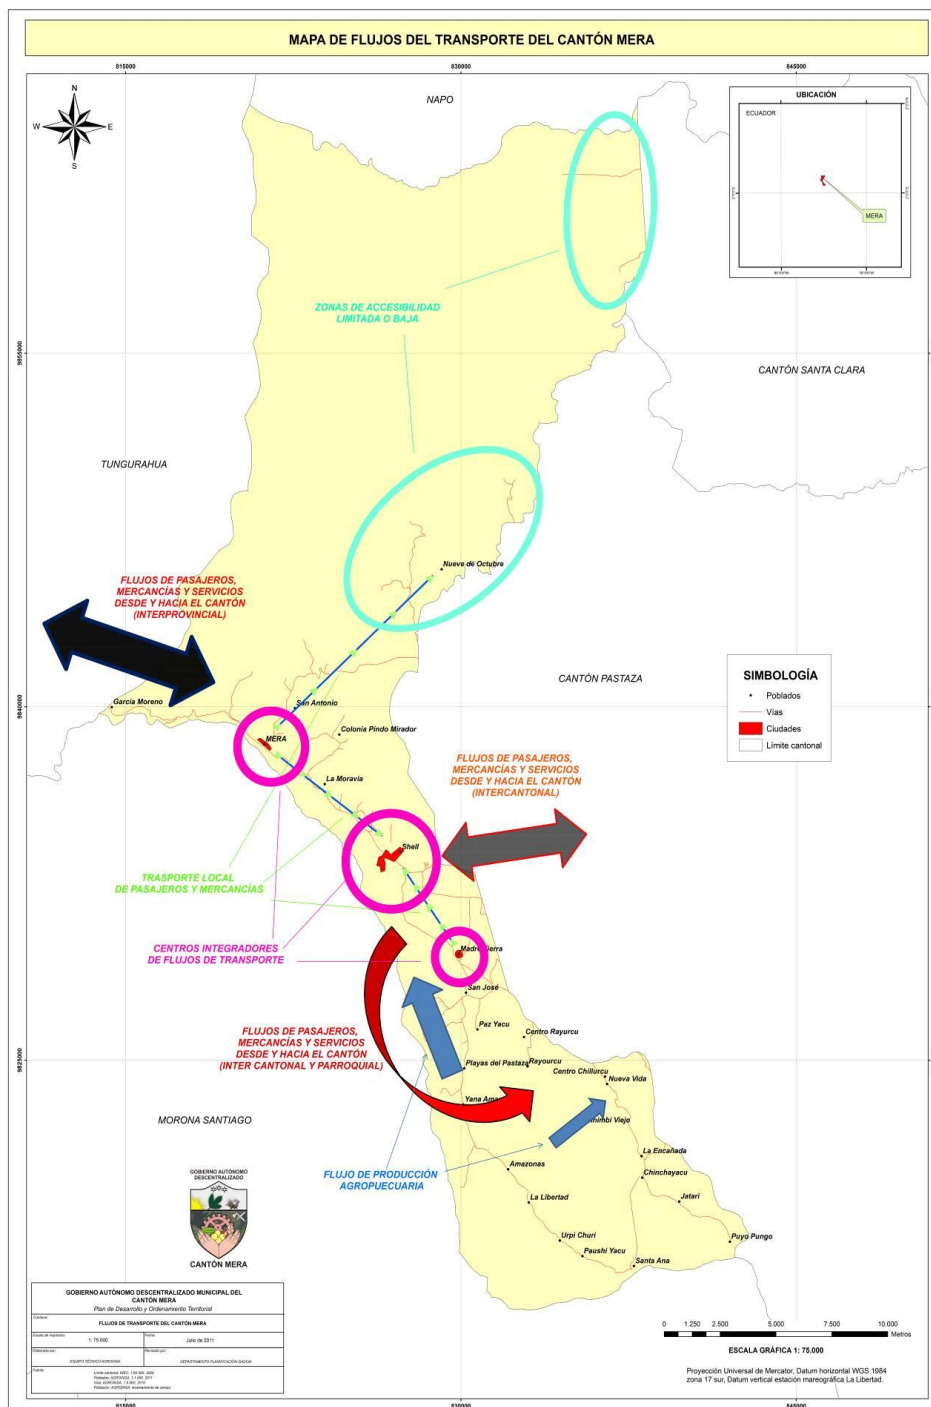 MAPA DE FLUJOS DEL TRANSPORTE DEL CANTÓN MERA
815000
830000
845000
N
W
E
S
NAPO
UBICACIÓN
ECUADOR
MERA
ZONAS DE ACCESIBILIDAD
LIMITADA O BAJA
9855000
9855000
CANTÓN SANTA CLARA
TUNGURAHUA
Nueve de Octubre
FLUJOS DE PASAJEROS,
MERCANCÍAS Y SERVICIOS
DESDE Y HACIA EL CANTÓN
(INTERPROVINCIAL)
CANTÓN PASTAZA
SIMBOLOGÍA
Poblados
Vías
Ciudades
Límite cantonal
9840000
9840000
García Moreno
San Antonio
Colonia Pindo Mirador
MERA
La Moravia
FLUJOS DE PASAJEROS,
MERCANCÍAS Y SERVICIOS
DESDE Y HACIA EL CANTÓN
(INTERCANTONAL)
Shell
TRASPORTE LOCAL
DE PASAJEROS Y MERCANCÍAS
CENTROS INTEGRADORES
DE FLUJOS DE TRANSPORTE
San José
Paz Yacu
Centro Rayurcu
FLUJOS DE PASAJEROS,
MERCANCÍAS Y SERVICIOS
DESDE Y HACIA EL CANTÓN
(INTER CANTONAL Y PARROQUIAL)
9825000
9825000
Playas del Pastaza
Rayourcu
Centro Chillurcu
Nueva Vida
MORONA SANTIAGO
Viejo
La Encañada
FLUJO DE PRODUCCIÓN
AGROPUECUARIA
Amazonas
Chinchayacu
La Libertad
Jatari
Urpi Churi
Puyo Pungo
Paushi Yacu
Santa Ana
GOBIERNO AUTÓNOMO
DESCENTRALIZADO
CANTÓN MERA
GOBIERNO AUTÓNOMO DESCENTRALIZADO MUNICIPAL DEL
CANTÓN MERA
Plan de Desarrollo y Ordenamiento Territorial
FLUJOS DE TRANSPORTE DEL CANTÓN MERA
1: 75 000
Julio de 2011
0 1.250 2.500 5.000 7.500 10.000
Metros
ESCALA GRÁFICA 1: 75.000
Proyección Universal de Mercator, Datum horizontal WGS 1984
zona 17 sur, Datum vertical estación mareográfica La Libertad.
815000
830000
845000